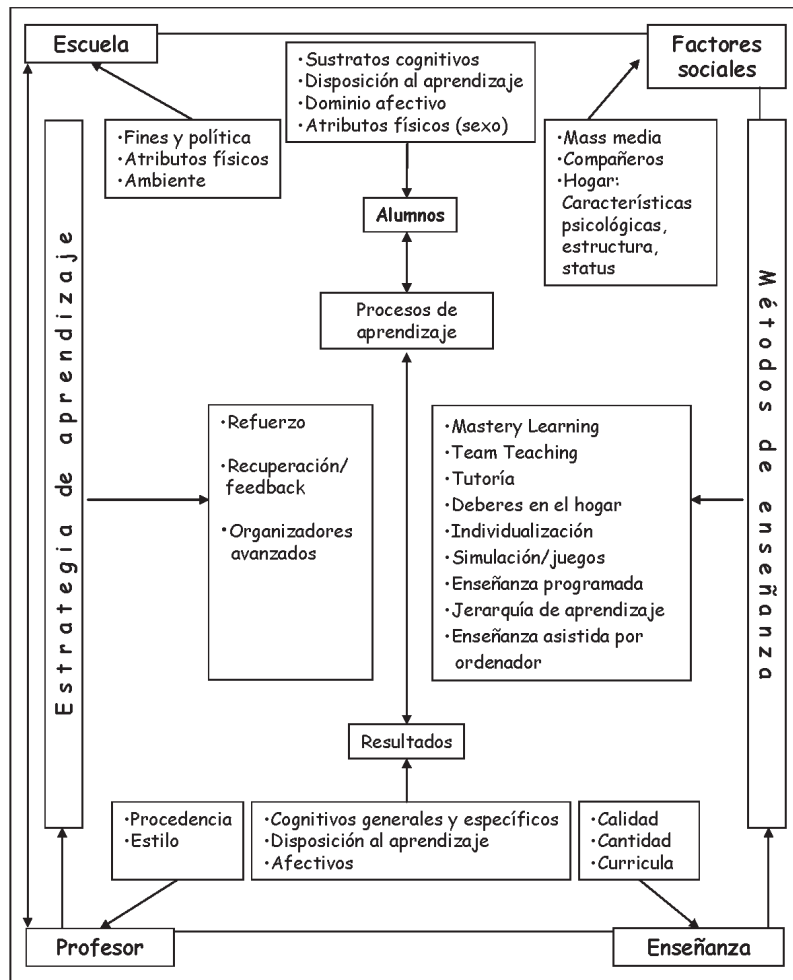 Escuela
Factores
sociales
•Sustratos cognitivos
•Disposición al aprendizaje
•Dominio afectivo
•Atributos físicos (sexo)
•Fines y política
•Atributos físicos
•Ambiente
•Mass media
•Compañeros
•Hogar:
Características
psicológicas,
estructura,
status
Alumnos
Procesos de
aprendizaje
Estrategia de aprendizaje
•Refuerzo
•Recuperación/
feedback
•Organizadores
avanzados
•Mastery Learning
•Team Teaching
•Tutoría
•Deberes en el hogar
•Individualización
•Simulación/juegos
•Enseñanza programada
•Jerarquía de aprendizaje
•Enseñanza asistida por
ordenador
Métodos de enseñanza
Resultados
•Procedencia
•Estilo
•Cognitivos generales y específicos
•Disposición al aprendizaje
•Afectivos
•Calidad
•Cantidad
•Curricula
Profesor
Enseñanza